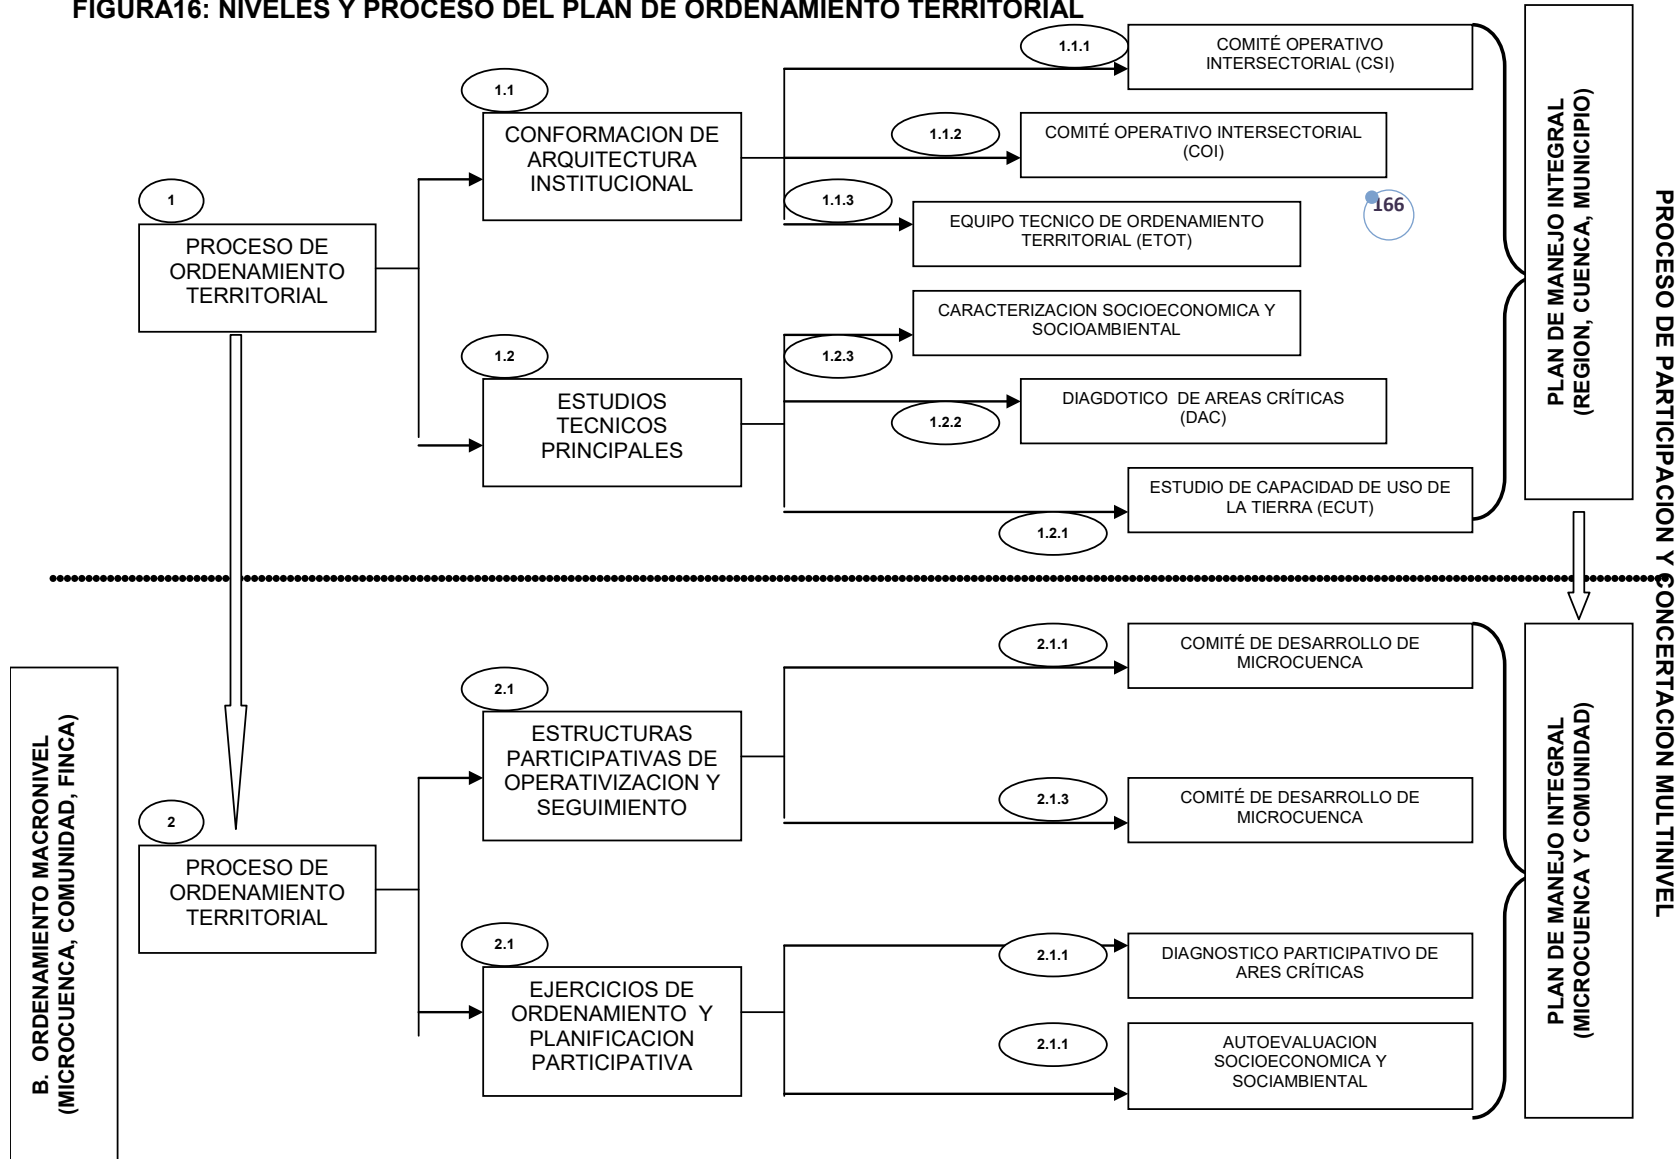 FIGURA16: NIVELES Y PROCESO DEL PLAN DE ORDENAMIENTO TERRITORIAL
1
PROCESO DE
ORDENAMIENTO
TERRITORIAL
1.1
CONFORMACION DE
ARQUITECTURA
INSTITUCIONAL
1.1.1
COMITÉ OPERATIVO
INTERSECTORIAL (CSI)
1.1.2
COMITÉ OPERATIVO INTERSECTORIAL
(COI)
1.1.3
EQUIPO TECNICO DE ORDENAMIENTO
TERRITORIAL (ETOT)
166
1.2
ESTUDIOS
TECNICOS
PRINCIPALES
1.2.3
CARACTERIZACION SOCIOECONOMICA Y
SOCIOAMBIENTAL
1.2.2
DIAGDOTICO  DE AREAS CRÍTICAS
(DAC)
1.2.1
ESTUDIO DE CAPACIDAD DE USO DE
LA TIERRA (ECUT)
PLAN DE MANEJO INTEGRAL
(REGION, CUENCA, MUNICIPIO)
PROCESO DE PARTICIPACION Y CONCERTACION MULTINIVEL
B.  ORDENAMIENTO MACRONIVEL
(MICROCUENCA, COMUNIDAD, FINCA)
2
PROCESO DE
ORDENAMIENTO
TERRITORIAL
2.1
ESTRUCTURAS
PARTICIPATIVAS DE
OPERATIVIZACION Y
SEGUIMIENTO
2.1.1
COMITÉ DE DESARROLLO DE
MICROCUENCA
2.1.3
COMITÉ DE DESARROLLO DE
MICROCUENCA
2.1
EJERCICIOS DE
ORDENAMIENTO  Y
PLANIFICACION
PARTICIPATIVA
2.1.1
DIAGNOSTICO PARTICIPATIVO DE
ARES CRÍTICAS
2.1.1
AUTOEVALUACION
SOCIOECONOMICA Y
SOCIAMBIENTAL
PLAN DE MANEJO INTEGRAL
(MICROCUENCA Y COMUNIDAD)